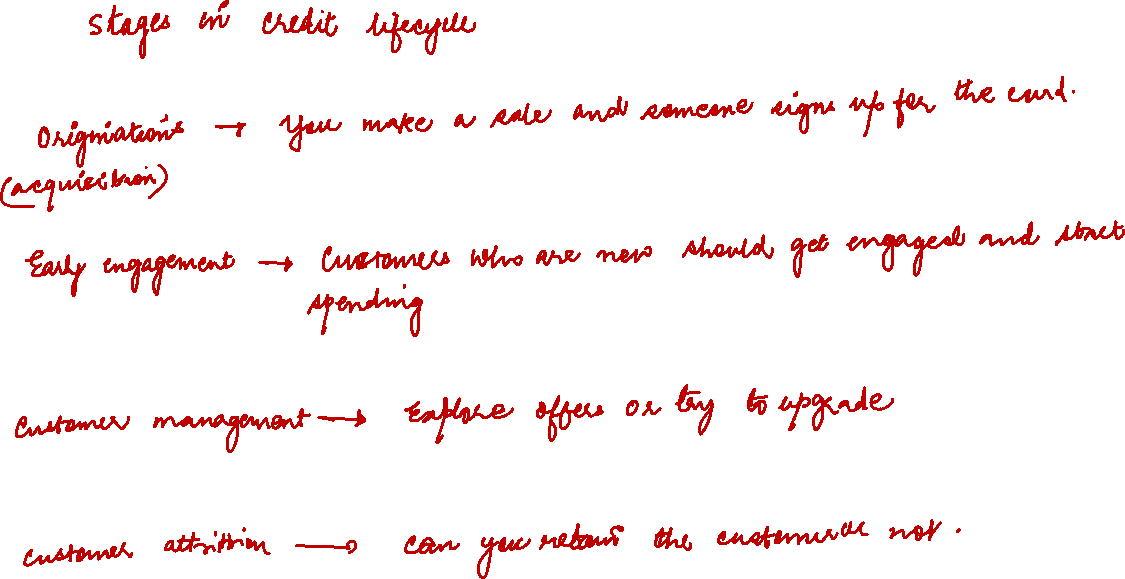 Stages in credit lifecycle
Originations → You make a sale and someone signs up for the card.
(acquisition)
Early engagement → Customers who are new should get engaged and start
spending
Customer management → Explore offers or try to upgrade
Customer attrition → Can you retain the customer or not.